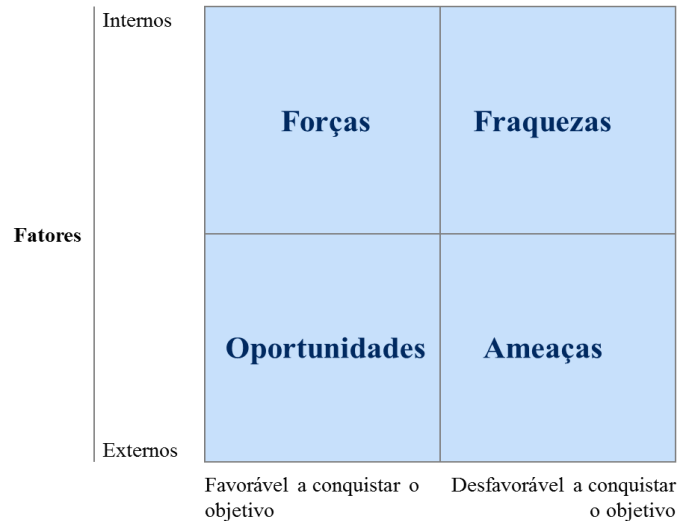 Internos
Forças
Fraquezas
Fatores
Oportunidades
Ameaças
Externos
Favorável a conquistar o
objetivo
Desfavorável a conquistar
o objetivo